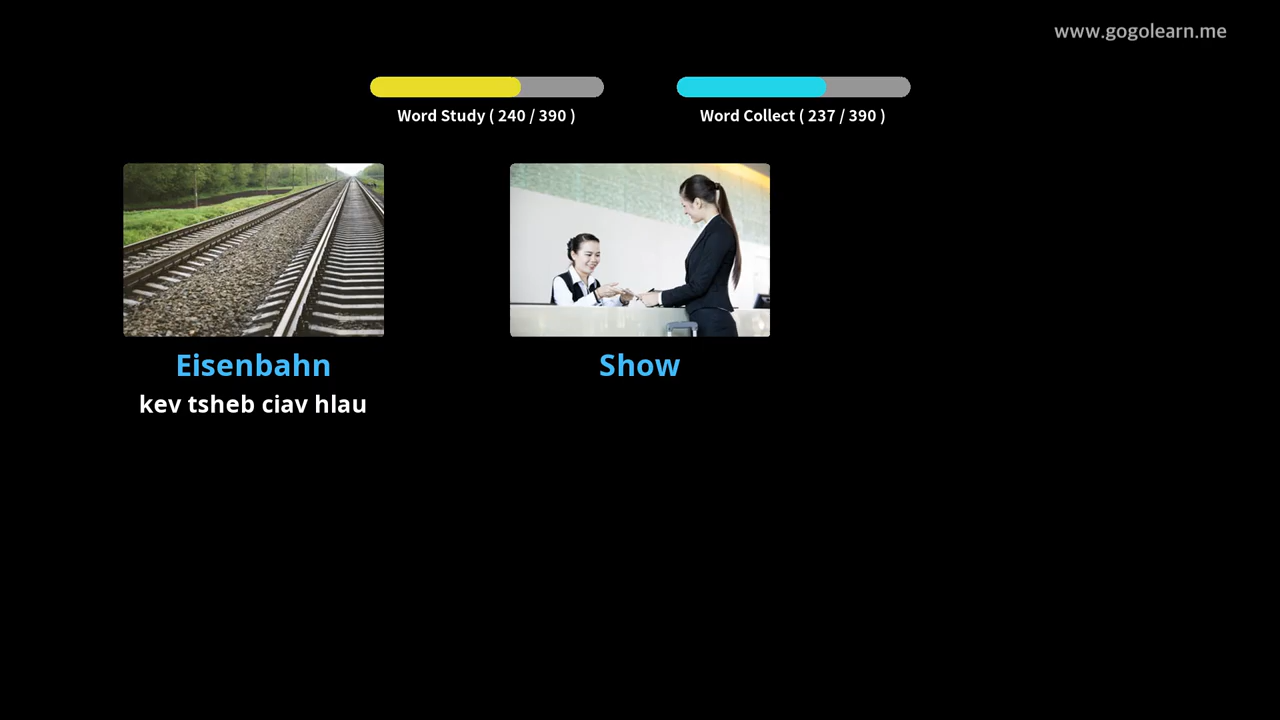 www.gogolearn.me
Word Study ( 240 / 390 )
Word Collect ( 237 / 390 )
Eisenbahn
kev tsheb ciav hlau
Show